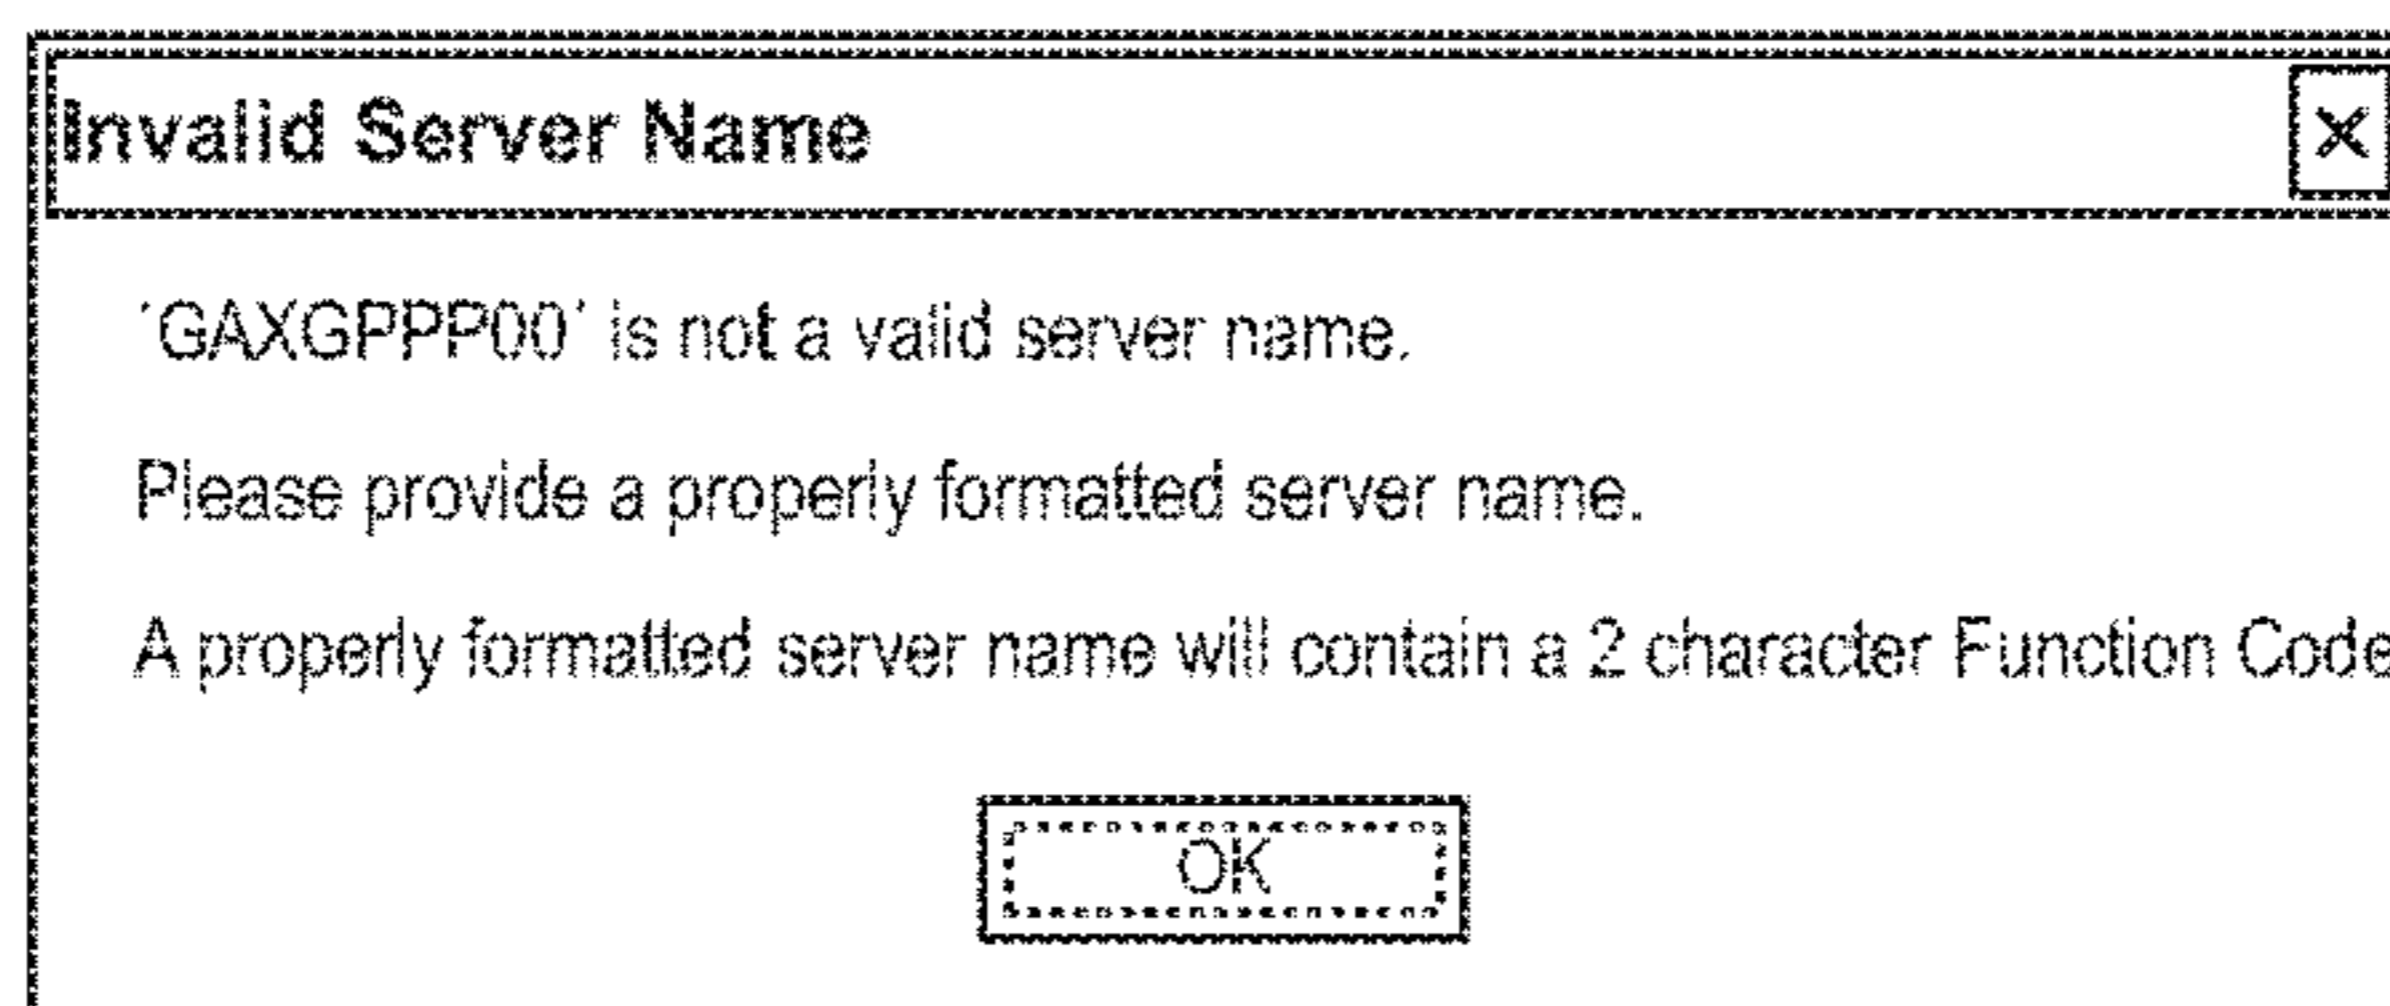 Invalid Server Name
X
'GAXGPPP00' is not a valid server name.
Please provide a properly formatted server name.
A properly formatted server name will contain a 2 character Function Code
OK